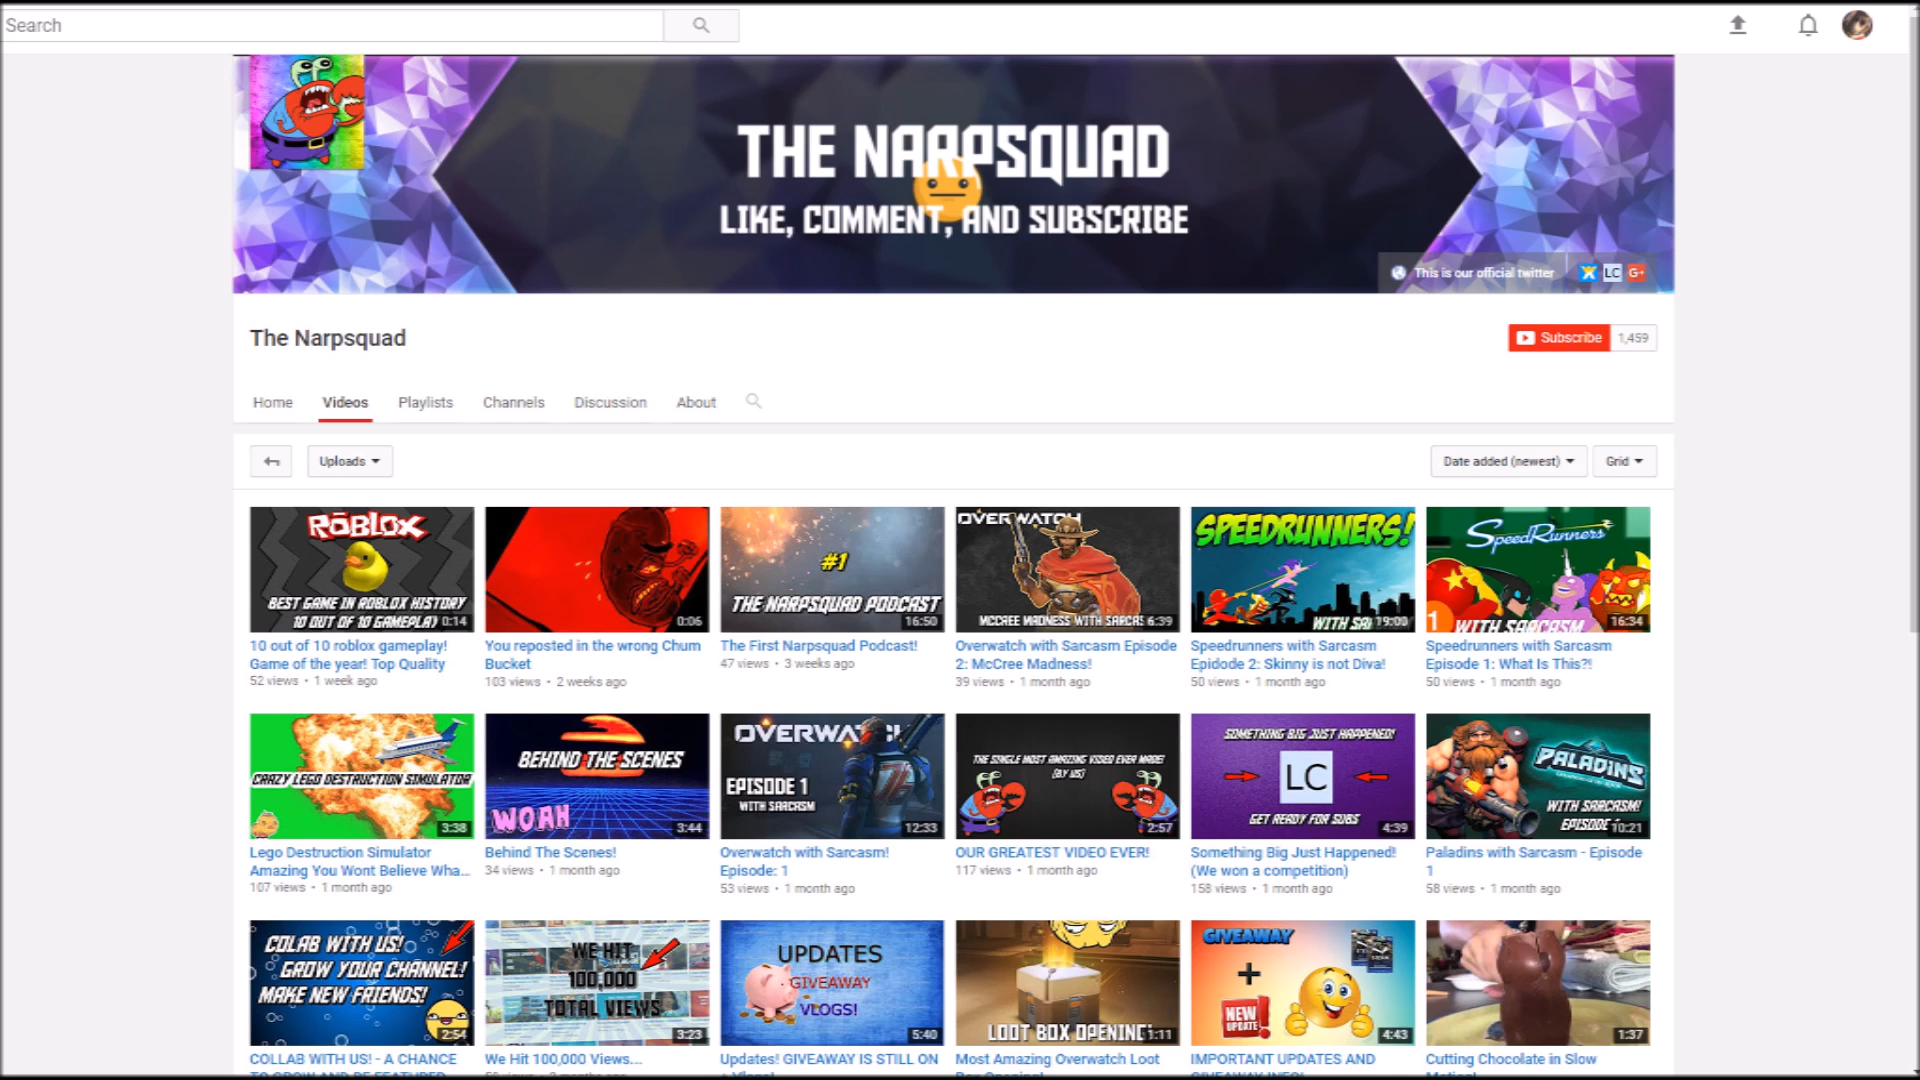 Search
THE NARPSQUAD
LIKE, COMMENT, AND SUBSCRIBE
This is our official twitter
LC
G+
The Narpsquad
Subscribe
1,459
Home
Videos
Playlists
Channels
Discussion
About
Uploads
Date added (newest)
Grid
ROBLOX
BEST GAME IN ROBLOX HISTORY
10 OUT OF 10 GAMEPLAY
0:14
10 out of 10 roblox gameplay!
Game of the year! Top Quality
52 views • 1 week ago
0:06
You reposted in the wrong Chum
Bucket
103 views • 2 weeks ago
#1
THE NARPSQUAD PODCAST
16:50
The First Narpsquad Podcast!
47 views • 3 weeks ago
OVERWATCH
MCCREE MADNESS WITH SARCAS
6:39
Overwatch with Sarcasm Episode
2: McCree Madness!
39 views • 1 month ago
SPEEDRUNNERS!
WITH SA
19:00
Speedrunners with Sarcasm
Epidode 2: Skinny is not Diva!
50 views • 1 month ago
SpeedRunners
1
WITH SARCASM
16:34
Speedrunners with Sarcasm
Episode 1: What Is This?!
50 views • 1 month ago
CRAZY LEGO DESTRUCTION SIMULATOR
3:38
Lego Destruction Simulator
Amazing You Wont Believe Wha...
107 views • 1 month ago
BEHIND THE SCENES
WOAH
3:44
Behind The Scenes!
34 views • 1 month ago
OVERWATCH
EPISODE 1
WITH SARCASM
76
12:33
Overwatch with Sarcasm!
Episode: 1
53 views • 1 month ago
THE SINGLE MOST AMAZING VIDEO EVER MADE!
(BY US)
2:57
OUR GREATEST VIDEO EVER!
117 views • 1 month ago
SOMETHING BIG JUST HAPPENED!
LC
GET READY FOR SUBS
4:39
Something Big Just Happened!
(We won a competition)
158 views • 1 month ago
PALADINS
WITH SARCASM!
EPISODE
10:21
Paladins with Sarcasm - Episode
1
58 views • 1 month ago
COLAB WITH US!
GROW YOUR CHANNEL!
MAKE NEW FRIENDS!
2:54
COLLAB WITH US! - A CHANCE
TO GROW AND BE FEATURED
WE HIT
100,000
TOTAL VIEWS
3:23
We Hit 100,000 Views...
UPDATES
GIVEAWAY
VLOGS!
5:40
Updates! GIVEAWAY IS STILL ON
LOOT BOX OPENING
1:11
Most Amazing Overwatch Loot
Box Opening!
GIVEAWAY
+
NEW
UPDATE!
4:43
IMPORTANT UPDATES AND
GIVEAWAY INFO!
1:37
Cutting Chocolate in Slow
Motion!